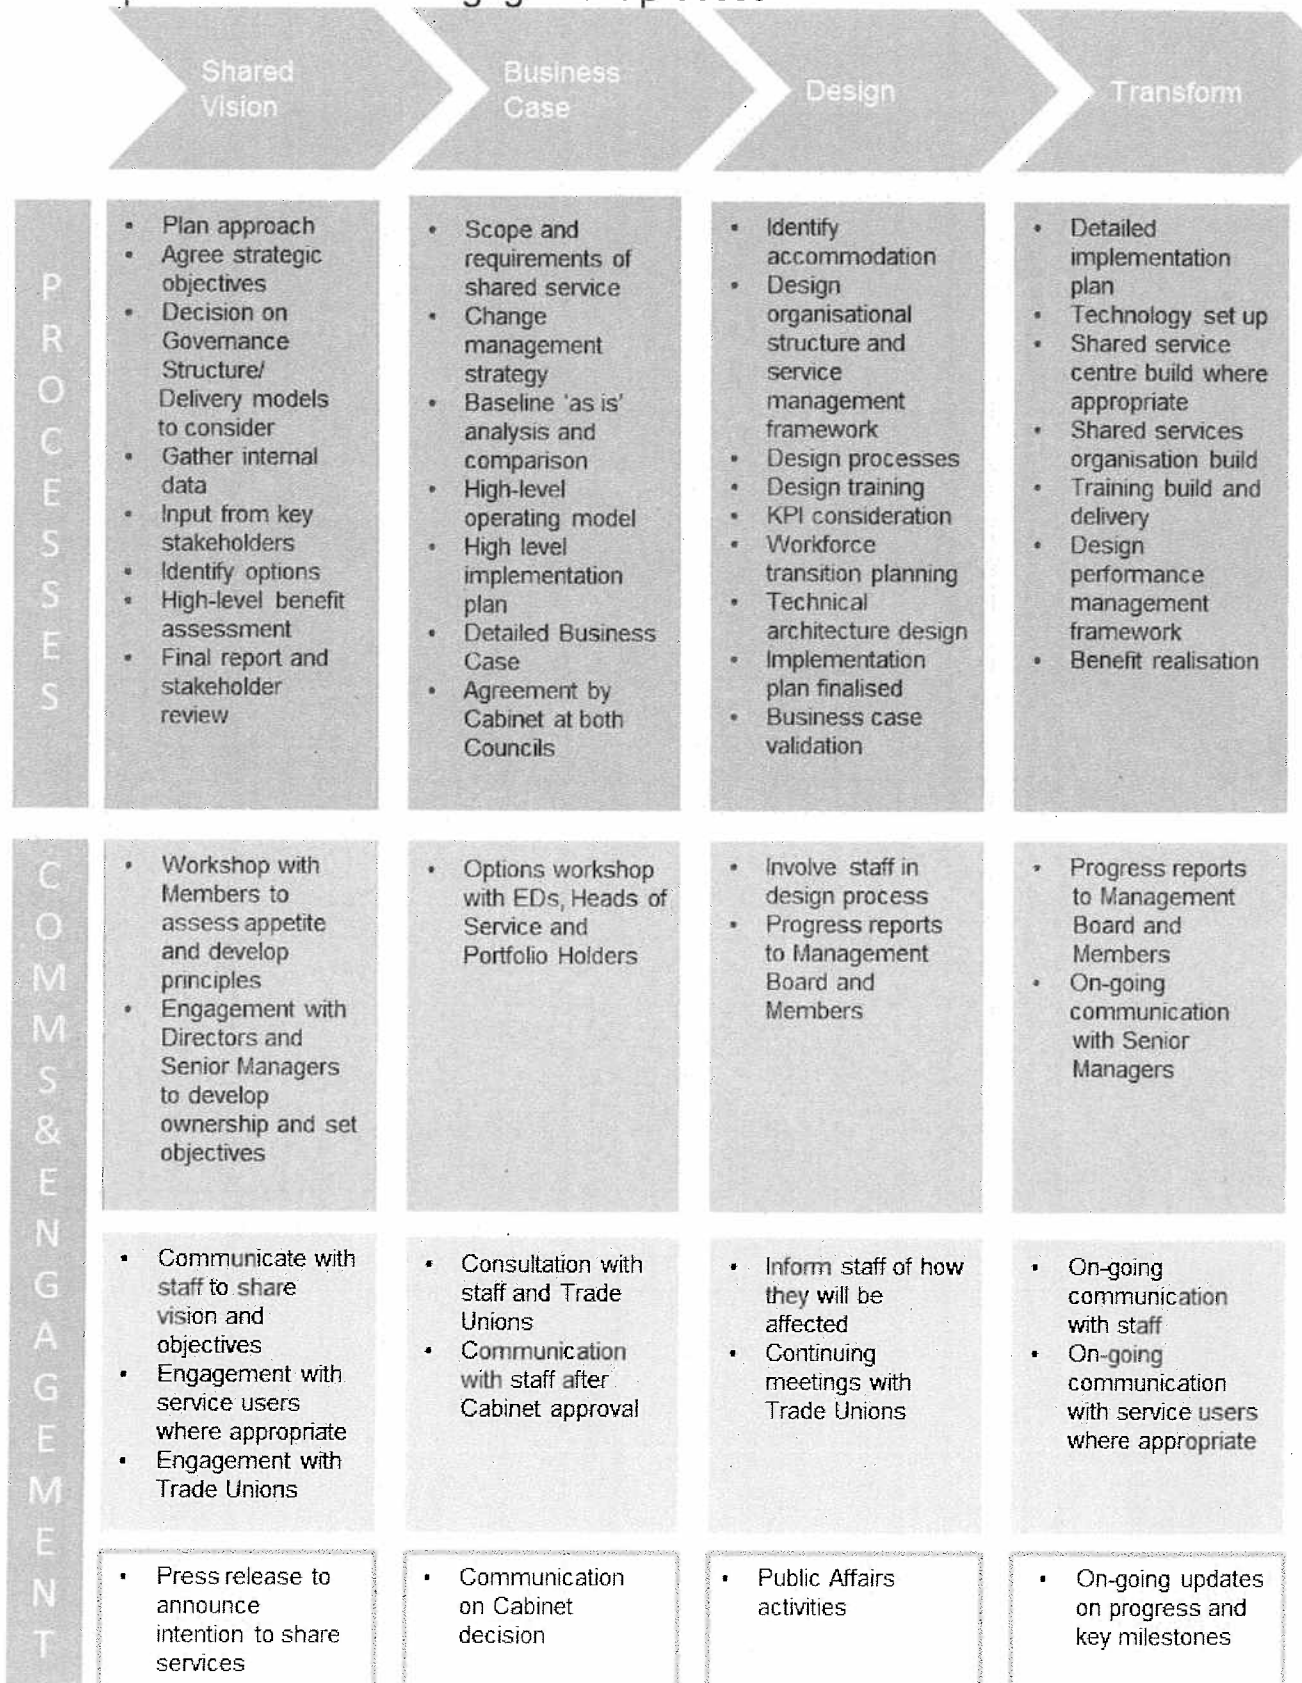 Shared
Vision
Business
Case
Design
Transform
PROCESSES
• Plan approach
• Agree strategic
objectives
• Decision on
Governance
Structure/
Delivery models
to consider
• Gather internal
data
• Input from key
stakeholders
• Identify options
• High-level benefit
assessment
• Final report and
stakeholder
review
• Scope and
requirements of
shared service
• Change
management
strategy
• Baseline 'as is'
analysis and
comparison
• High-level
operating model
• High level
implementation
plan
• Detailed Business
Case
• Agreement by
Cabinet at both
Councils
• Identify
accommodation
• Design
organisational
structure and
service
management
framework
• Design processes
• Design training
• KPI consideration
• Workforce
transition planning
• Technical
architecture design
• Implementation
plan finalised
• Business case
validation
• Detailed
implementation
plan
• Technology set up
• Shared service
centre build where
appropriate
• Shared services
organisation build
• Training build and
delivery
• Design
performance
management
framework
• Benefit realisation
COMMS & ENGAGEMENT
• Workshop with
Members to
assess appetite
and develop
principles
• Engagement with
Directors and
Senior Managers
to develop
ownership and set
objectives
• Options workshop
with EDs, Heads of
Service and
Portfolio Holders
• Involve staff in
design process
• Progress reports
to Management
Board and
Members
• Progress reports
to Management
Board and
Members
• On-going
communication
with Senior
Managers
• Communicate with
staff to share
vision and
objectives
• Engagement with
service users
where appropriate
• Engagement with
Trade Unions
• Consultation with
staff and Trade
Unions
• Communication
with staff after
Cabinet approval
• Inform staff of how
they will be
affected
• Continuing
meetings with
Trade Unions
• On-going
communication
with staff
• On-going
communication
with service users
where appropriate
• Press release to
announce
intention to share
services
• Communication
on Cabinet
decision
• Public Affairs
activities
• On-going updates
on progress and
key milestones